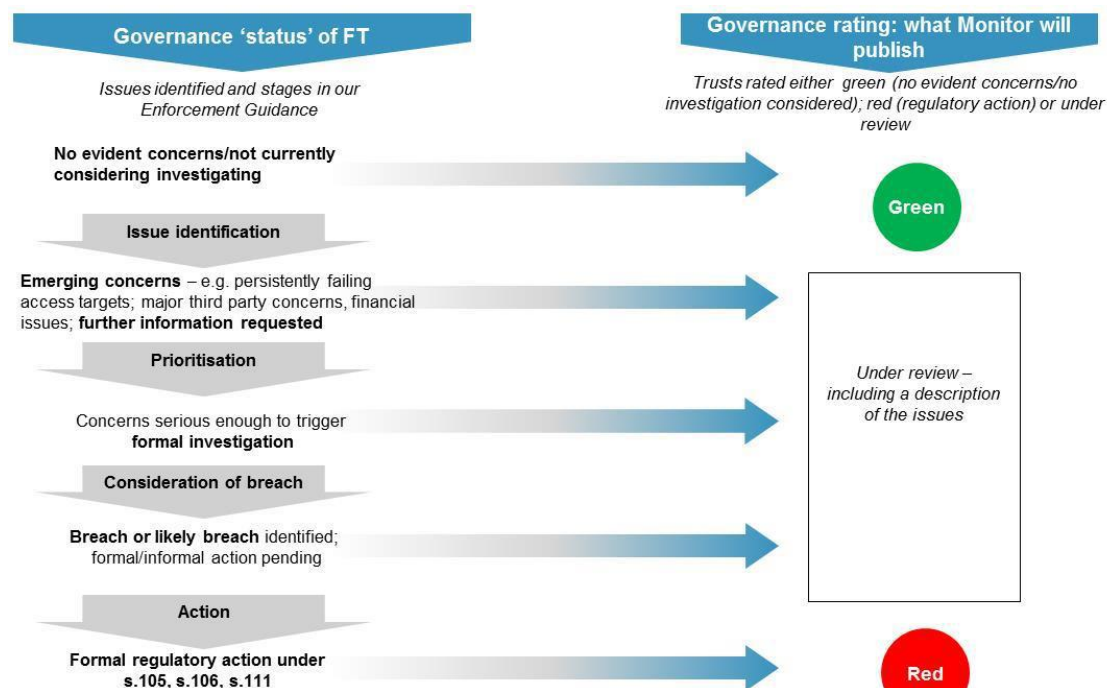 Governance ‘status’ of FT
Issues identified and stages in our
Enforcement Guidance
No evident concerns/not currently
considering investigating
Issue identification
Emerging concerns – e.g. persistently failing
access targets; major third party concerns, financial
issues; further information requested
Prioritisation
Concerns serious enough to trigger
formal investigation
Consideration of breach
Breach or likely breach identified;
formal/informal action pending
Action
Formal regulatory action under
s.105, s.106, s.111
Governance rating: what Monitor will
publish
Trusts rated either green (no evident concerns/no
investigation considered); red (regulatory action) or under
review
Green
Under review –
including a description
of the issues
Red